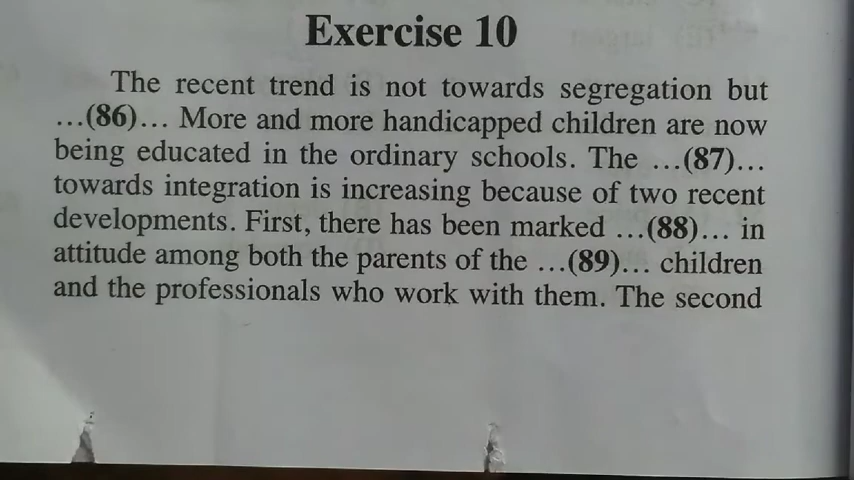 Exercise 10
The recent trend is not towards segregation but
...(86)... More and more handicapped children are now
being educated in the ordinary schools. The ...(87)...
towards integration is increasing because of two recent
developments. First, there has been marked ...(88)... in
attitude among both the parents of the ...(89)... children
and the professionals who work with them. The second